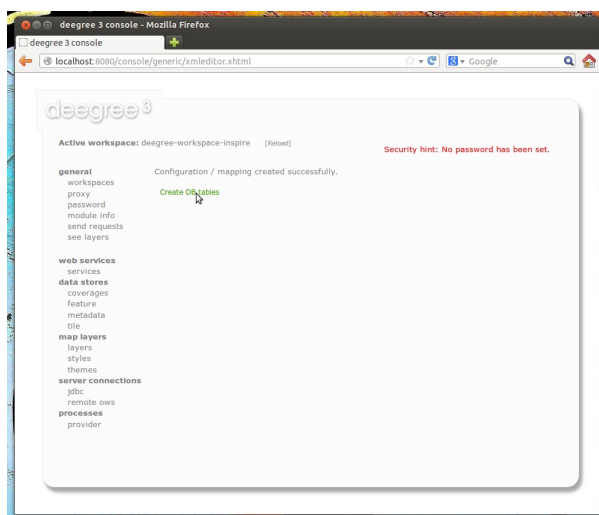 deegree 3 console - Mozilla Firefox
deegree 3 console
localhost:8080/console/generic/xmleditor.xhtml
Google
deegree 3
Active workspace: deegree-workspace-inspire [Reload]
Security hint: No password has been set.
general
workspaces
proxy
password
module info
send requests
see layers
web services
services
data stores
coverages
feature
metadata
tile
map layers
layers
styles
themes
server connections
jdbc
remote ows
processes
provider
Configuration / mapping created successfully.
Create DB tables